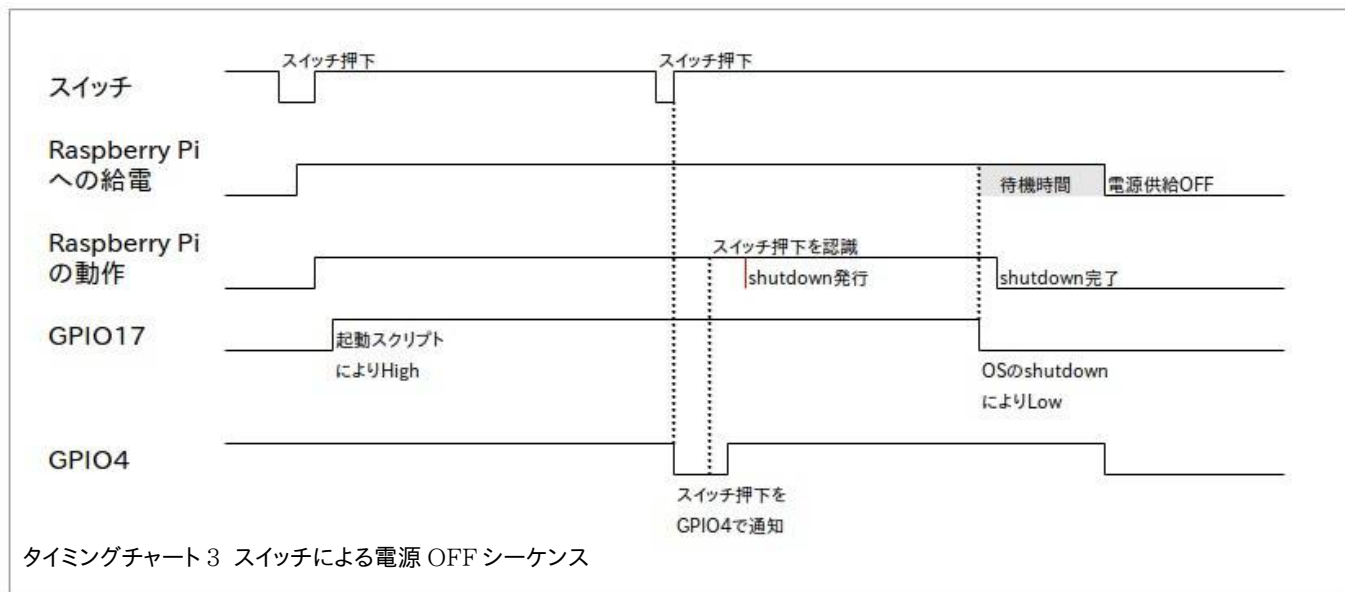 スイッチ押下
スイッチ押下
スイッチ
Raspberry Pi
への給電
待機時間
電源供給OFF
Raspberry Pi
の動作
スイッチ押下を認識
shutdown発行
shutdown完了
GPIO17
起動スクリプト
によりHigh
OSのshutdown
によりLow
GPIO4
スイッチ押下を
GPIO4で通知
タイミングチャート 3 スイッチによる電源 OFF シーケンス